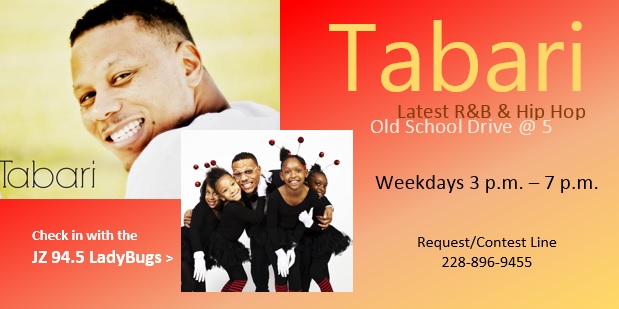 Tabari
Latest R&B & Hip Hop
Old School Drive @ 5
Tabari
Weekdays 3 p.m. – 7 p.m.
Check in with the
JZ 94.5 LadyBugs >
Request/Contest Line
228-896-9455